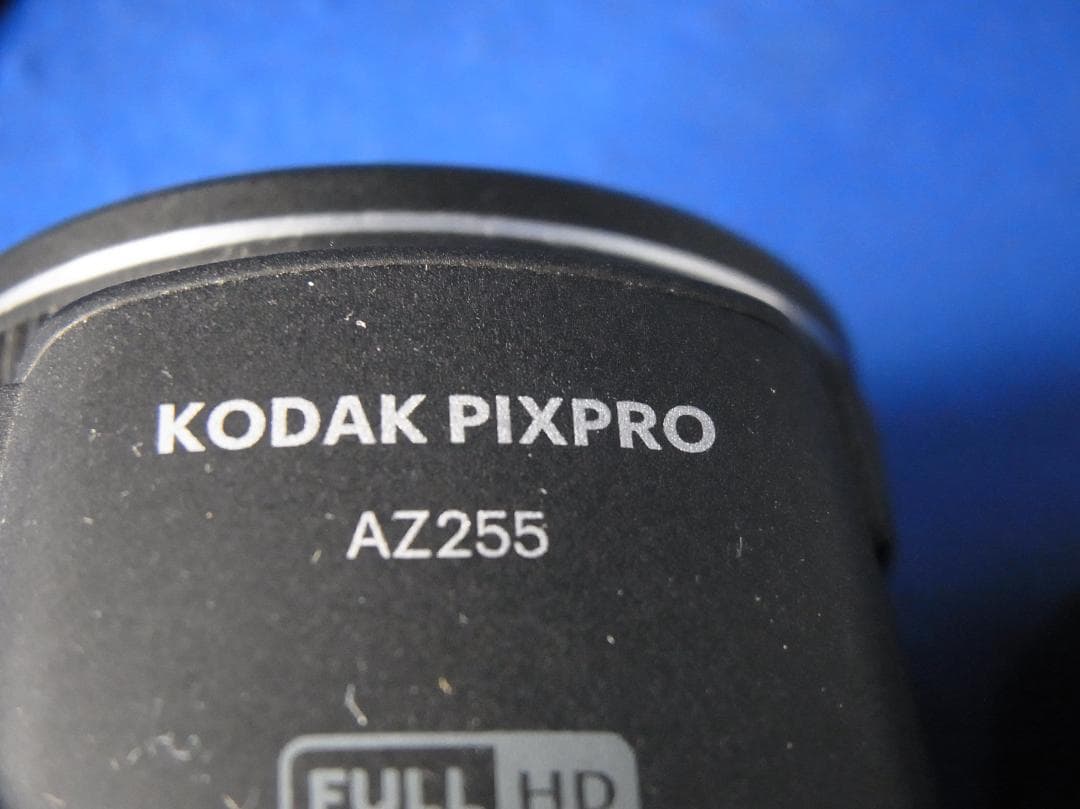 KODAK PIXPRO
AZ255
FULL HD